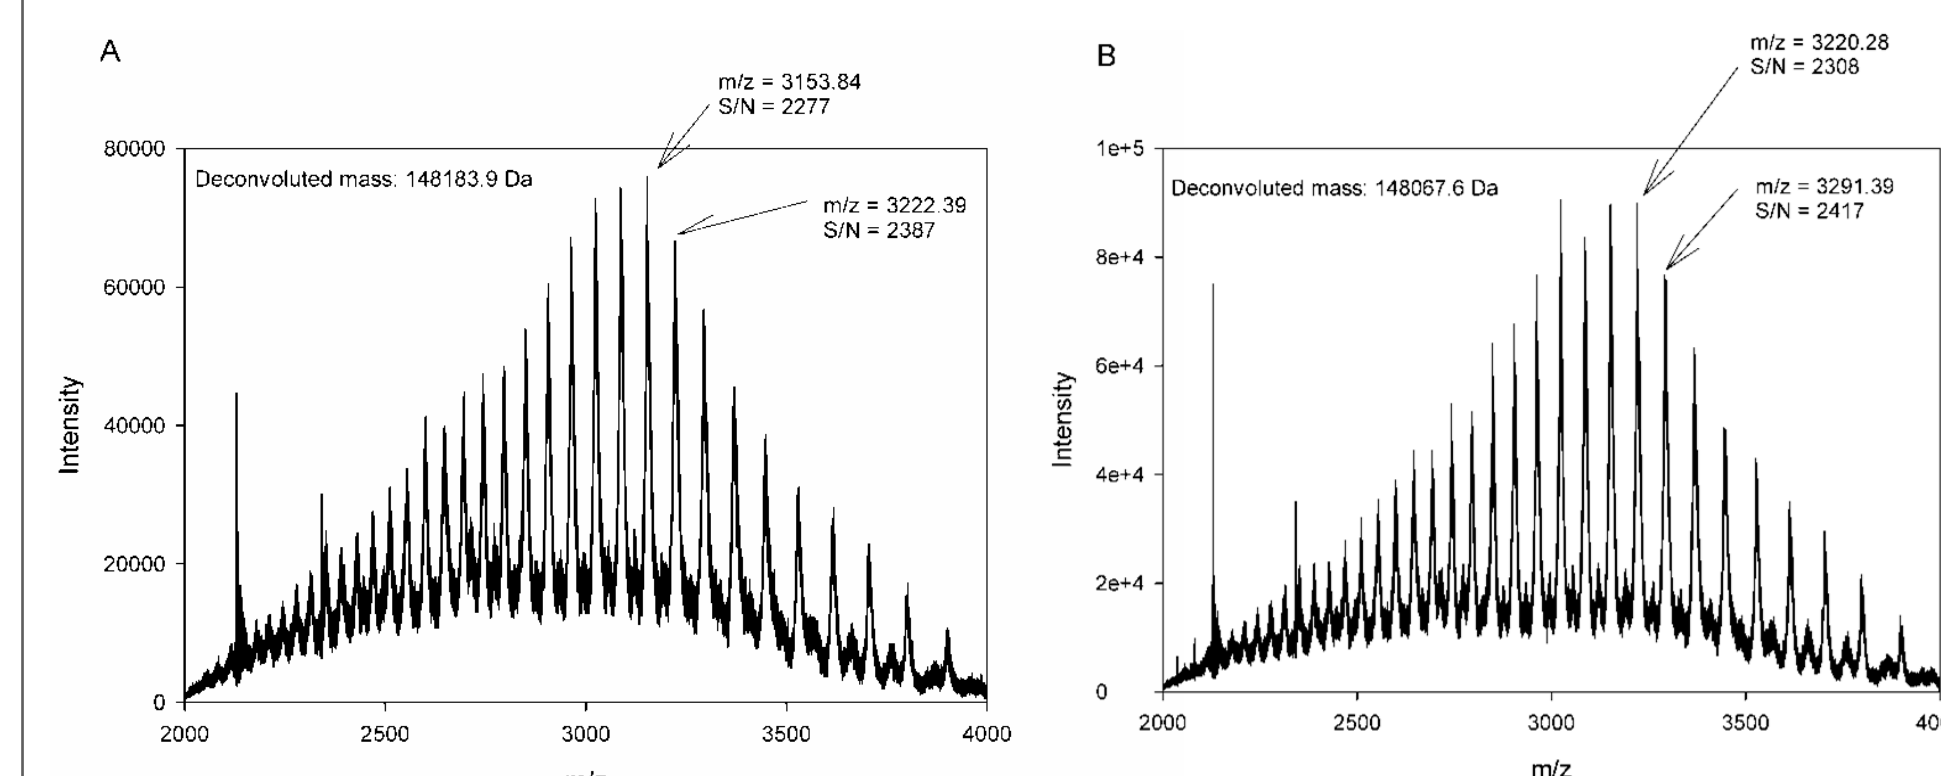 A
m/z = 3153.84
S/N = 2277
80000
Deconvoluted mass: 148183.9 Da
m/z = 3222.39
S/N = 2387
60000
Intensity
40000
20000
0
2000
2500
3000
3500
4000
m/z
B
m/z = 3220.28
S/N = 2308
1e+5
Deconvoluted mass: 148067.6 Da
m/z = 3291.39
S/N = 2417
8e+4
6e+4
Intensity
4e+4
2e+4
0
2000
2500
3000
3500
40
m/z